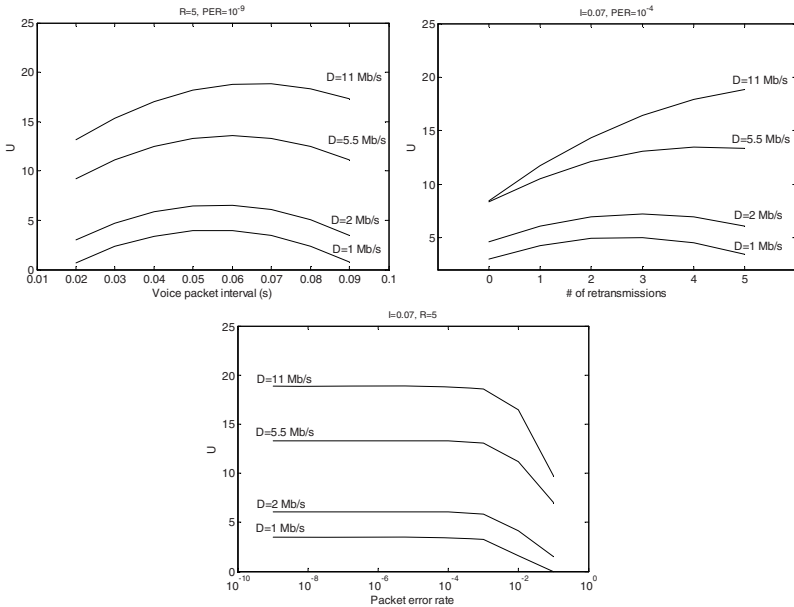 R=5, PER=10^-9
25
20
15
10
5
0
U
D=11 Mb/s
D=5.5Mb/s
D=2 Mb/s
D=1 Mb/s
0.01 0.02 0.03 0.04 0.05 0.06 0.07 0.08 0.09 0.1
Voice packet interval (s)
I=0.07, PER=10^-4
25
20
15
10
5
U
D=11 Mb/s
D=5.5 Mb/s
D=2 Mb/s
D=1 Mb/s
0 1 2 3 4 5
# of retransmissions
I=0.07, R=5
25
20
15
10
5
0
U
D=11 Mb/s
D=5.5 Mb/s
D=2 Mb/s
D=1 Mb/s
10^-10 10^-8 10^-6 10^-4 10^-2 10^0
Packet error rate